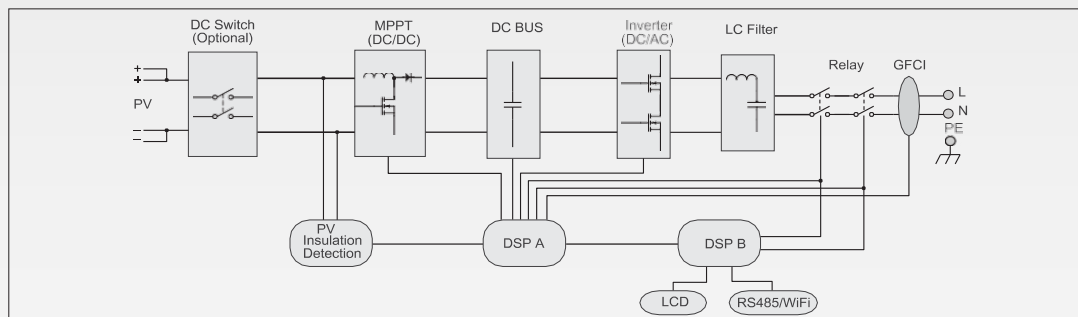 DC Switch
(Optional)
MPPT
(DC/DC)
DC BUS
Inverter
(DC/AC)
LC Filter
Relay
GFCI
+
+
PV
L
N
PE
PV
Insulation
Detection
DSP A
DSP B
LCD
RS485/WiFi